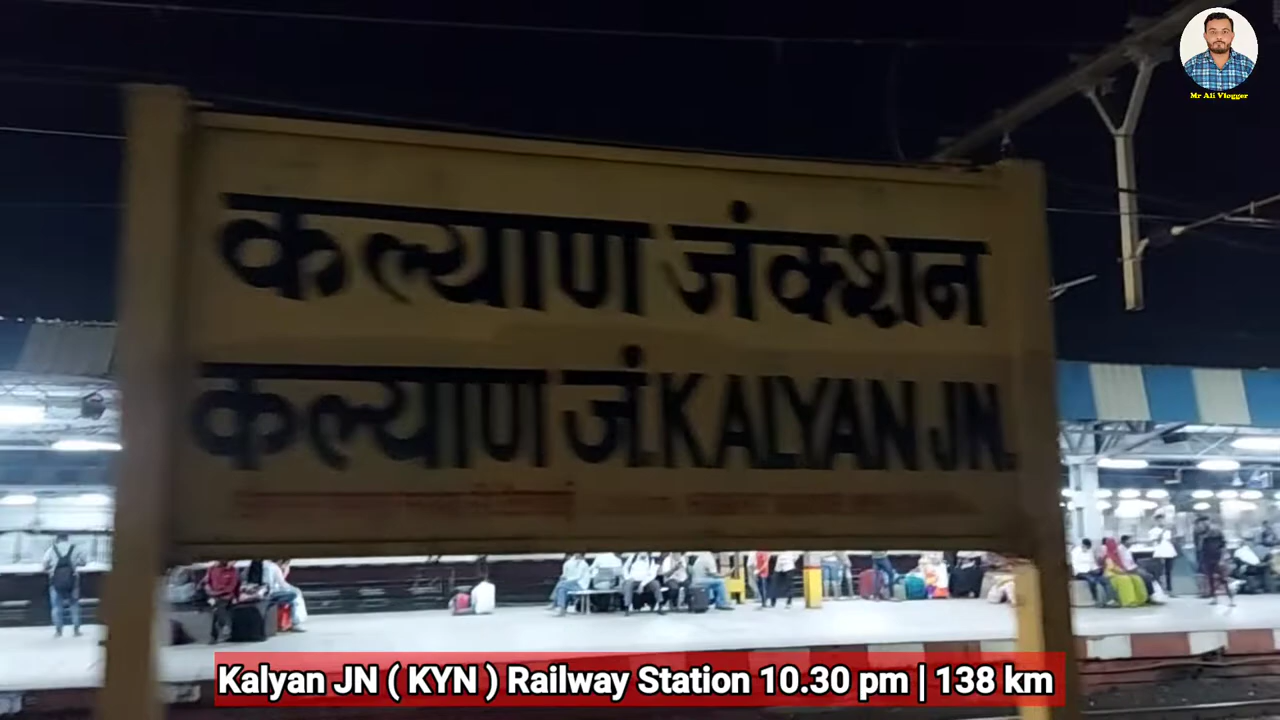 Mr Ali Vlogger
कल्याण जंक्शन
कल्याण जं.KALYAN JN.
Kalyan JN ( KYN ) Railway Station 10.30 pm | 138 km